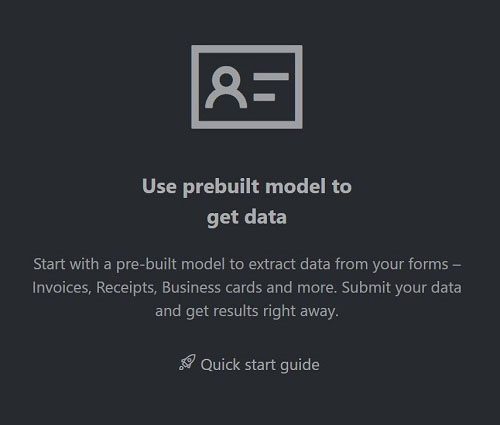 Use prebuilt model to
get data
Start with a pre-built model to extract data from your forms –
Invoices, Receipts, Business cards and more. Submit your data
and get results right away.
Quick start guide